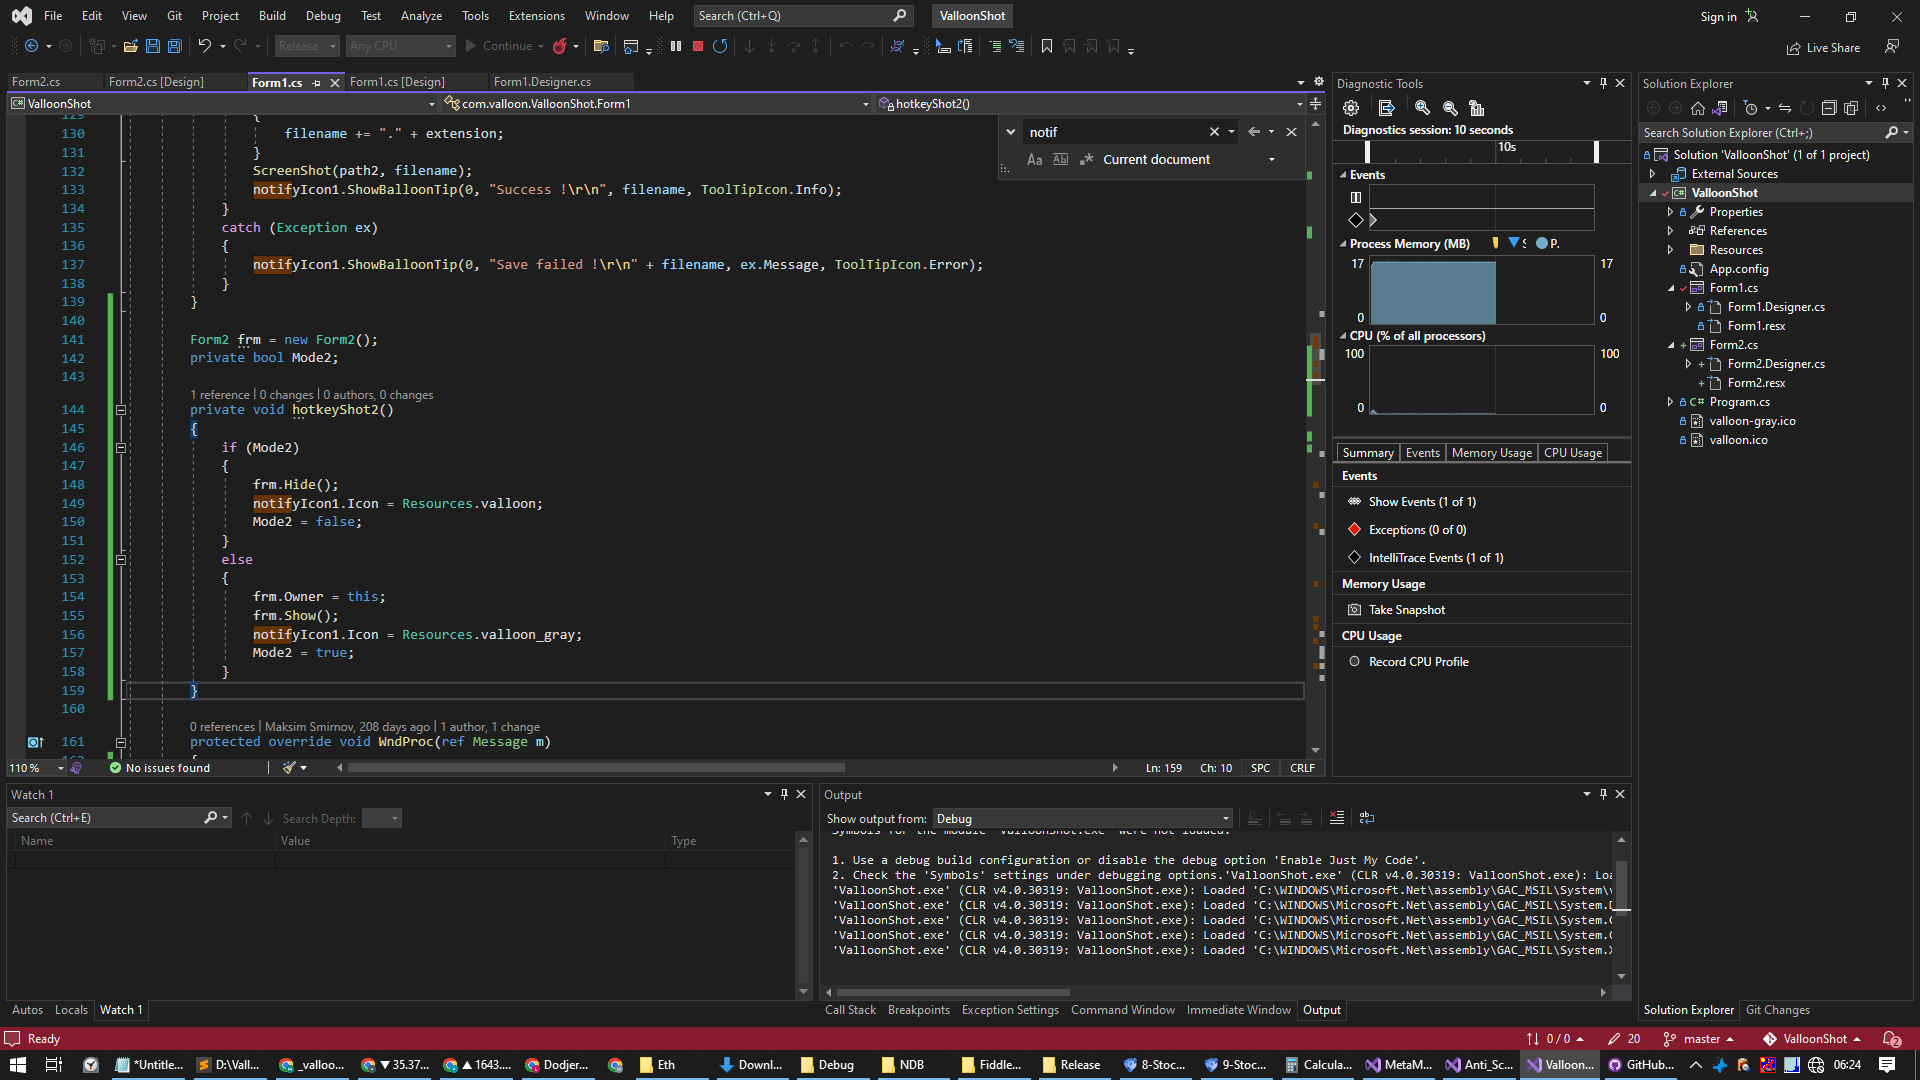 File Edit View Git Project Build Debug Test Analyze Tools Extensions Window Help Search (Ctrl+Q) ValloonShot Sign in
Release Any CPU Continue Live Share
Form2.cs Form2.cs [Design] Form1.cs Form1.cs [Design] Form1.Designer.cs
ValloonShot com.valloon.ValloonShot.Form1 hotkeyShot2()
notif
Aa Ab Current document
129 {
130 filename += "." + extension;
131 }
132 ScreenShot(path2, filename);
133 notifyIcon1.ShowBalloonTip(0, "Success !\r\n", filename, ToolTipIcon.Info);
134 }
135 catch (Exception ex)
136 {
137 notifyIcon1.ShowBalloonTip(0, "Save failed !\r\n" + filename, ex.Message, ToolTipIcon.Error);
138 }
139 }
140
141 Form2 frm = new Form2();
142 private bool Mode2;
143
1 reference | 0 changes | 0 authors, 0 changes
144 private void hotkeyShot2()
145 {
146 if (Mode2)
147 {
148 frm.Hide();
149 notifyIcon1.Icon = Resources.valloon;
150 Mode2 = false;
151 }
152 else
153 {
154 frm.Owner = this;
155 frm.Show();
156 notifyIcon1.Icon = Resources.valloon_gray;
157 Mode2 = true;
158 }
159 }
160
0 references | Maksim Smirnov, 208 days ago | 1 author, 1 change
161 protected override void WndProc(ref Message m)
110 % No issues found Ln: 159 Ch: 10 SPC CRLF
Diagnostic Tools
Diagnostics session: 10 seconds
10s
Events
Process Memory (MB) S P.
17 17
0 0
CPU (% of all processors)
100 100
0 0
Summary Events Memory Usage CPU Usage
Events
Show Events (1 of 1)
Exceptions (0 of 0)
IntelliTrace Events (1 of 1)
Memory Usage
Take Snapshot
CPU Usage
Record CPU Profile
Solution Explorer
Search Solution Explorer (Ctrl+;)
Solution 'ValloonShot' (1 of 1 project)
External Sources
ValloonShot
Properties
References
Resources
App.config
Form1.cs
Form1.Designer.cs
Form1.resx
Form2.cs
Form2.Designer.cs
Form2.resx
Program.cs
valloon-gray.ico
valloon.ico
Watch 1
Search (Ctrl+E) Search Depth:
Name Value Type
Autos Locals Watch 1
Output
Show output from: Debug
Symbols for the module 'ValloonShot.exe' were not loaded.
1. Use a debug build configuration or disable the debug option 'Enable Just My Code'.
2. Check the 'Symbols' settings under debugging options.'ValloonShot.exe' (CLR v4.0.30319: ValloonShot.exe): Loa
'ValloonShot.exe' (CLR v4.0.30319: ValloonShot.exe): Loaded 'C:\WINDOWS\Microsoft.Net\assembly\GAC_MSIL\System\v
'ValloonShot.exe' (CLR v4.0.30319: ValloonShot.exe): Loaded 'C:\WINDOWS\Microsoft.Net\assembly\GAC_MSIL\System.D
'ValloonShot.exe' (CLR v4.0.30319: ValloonShot.exe): Loaded 'C:\WINDOWS\Microsoft.Net\assembly\GAC_MSIL\System.C
'ValloonShot.exe' (CLR v4.0.30319: ValloonShot.exe): Loaded 'C:\WINDOWS\Microsoft.Net\assembly\GAC_MSIL\System.C
'ValloonShot.exe' (CLR v4.0.30319: ValloonShot.exe): Loaded 'C:\WINDOWS\Microsoft.Net\assembly\GAC_MSIL\System.X
Call Stack Breakpoints Exception Settings Command Window Immediate Window Output
Solution Explorer Git Changes
Ready 0 / 0 20 master ValloonShot 2
*Untitle... D:\Vall... _valloo... ▼ 35.37... ▲ 1643.... Dodjer... Eth Downl... Debug NDB Fiddle... Release 8-Stoc... 9-Stoc... Calcula... MetaM... Anti_Sc... Valloon... GitHub... 06:24